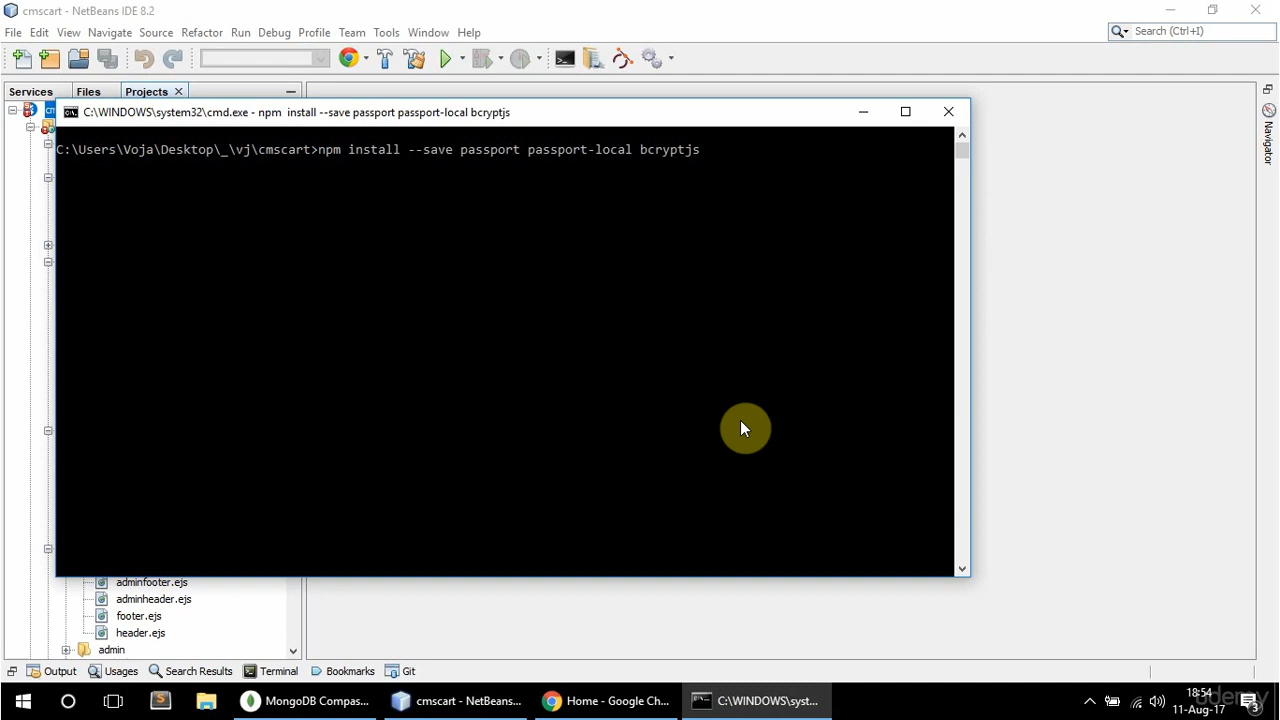 cmscart - NetBeans IDE 8.2
File Edit View Navigate Source Refactor Run Debug Profile Team Tools Window Help
Search (Ctrl+I)
Services Files Projects
C:\WINDOWS\system32\cmd.exe - npm install --save passport passport-local bcryptjs
C:\Users\Voja\Desktop\_\vj\cmscart>npm install --save passport passport-local bcryptjs
Navigator
adminfooter.ejs
adminheader.ejs
footer.ejs
header.ejs
admin
Output Usages Search Results Terminal Bookmarks Git
MongoDB Compas... cmscart - NetBeans... Home - Google Ch... C:\WINDOWS\syst...
18:54
11-Aug-17
3
udemy